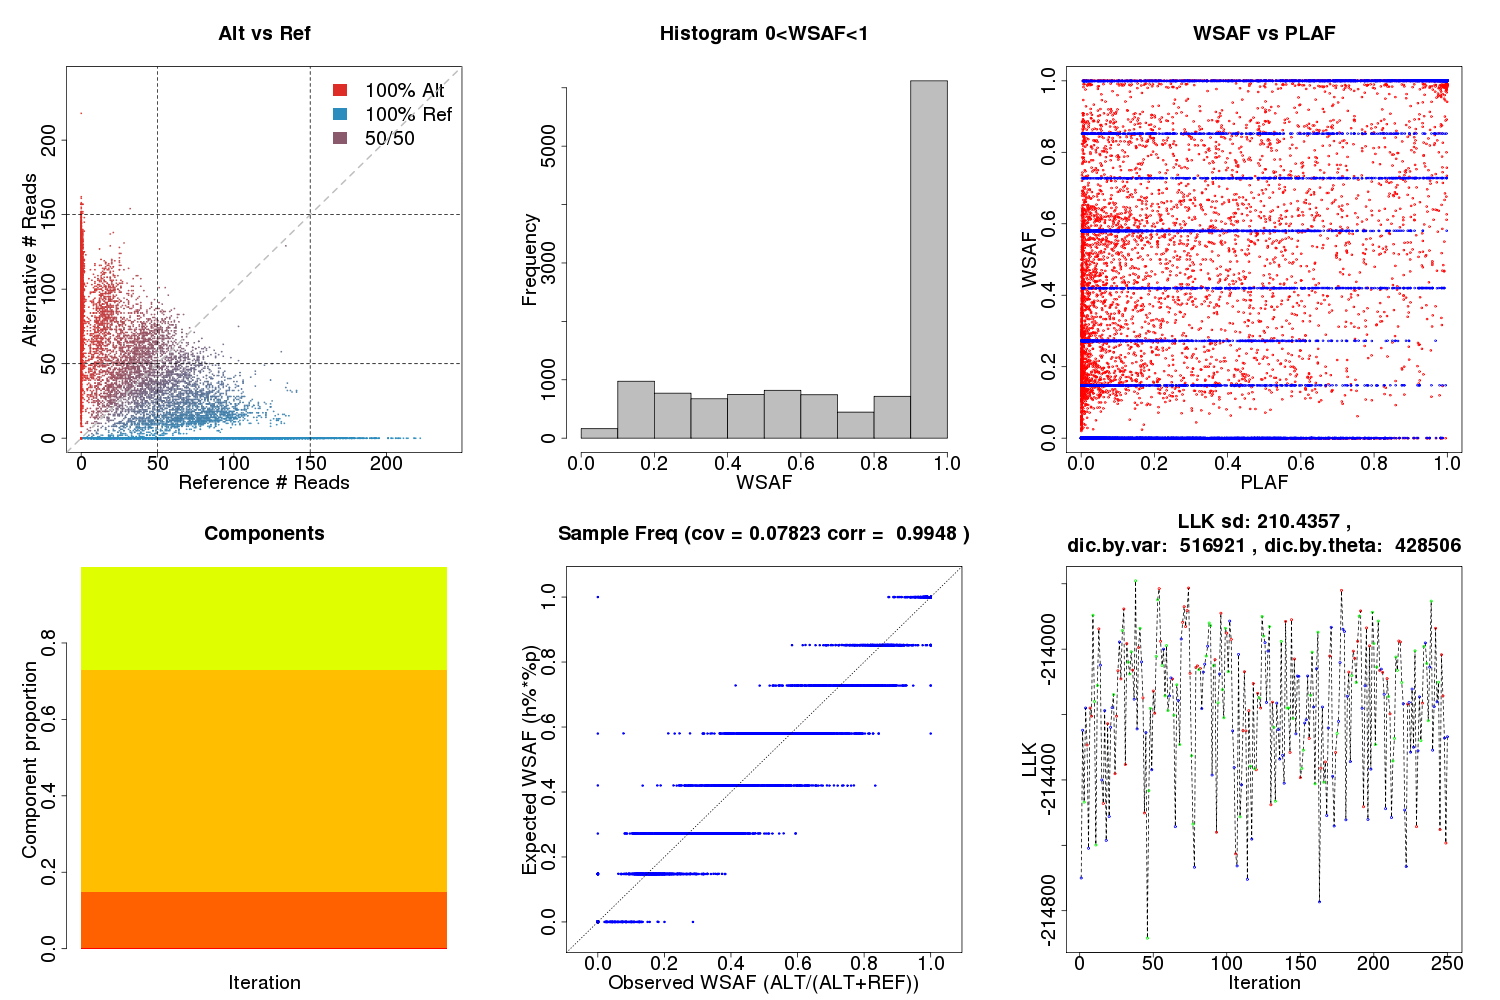 Alt vs Ref
100% Alt
100% Ref
50/50
Alternative # Reads
0 50 100 150 200
0 50 100 150 200
Reference # Reads
Histogram 0<WSAF<1
Frequency
0 1000 3000 5000
0.0 0.2 0.4 0.6 0.8 1.0
WSAF
WSAF vs PLAF
WSAF
0.0 0.2 0.4 0.6 0.8 1.0
0.0 0.2 0.4 0.6 0.8 1.0
PLAF
Components
Component proportion
0.0 0.2 0.4 0.6 0.8
Iteration
Sample Freq (cov = 0.07823 corr =  0.9948 )
Expected WSAF (h%*%p)
0.0 0.2 0.4 0.6 0.8 1.0
0.0 0.2 0.4 0.6 0.8 1.0
Observed WSAF (ALT/(ALT+REF))
LLK sd: 210.4357 ,
dic.by.var:  516921 , dic.by.theta:  428506
LLK
-214800 -214400 -214000
0 50 100 150 200 250
Iteration